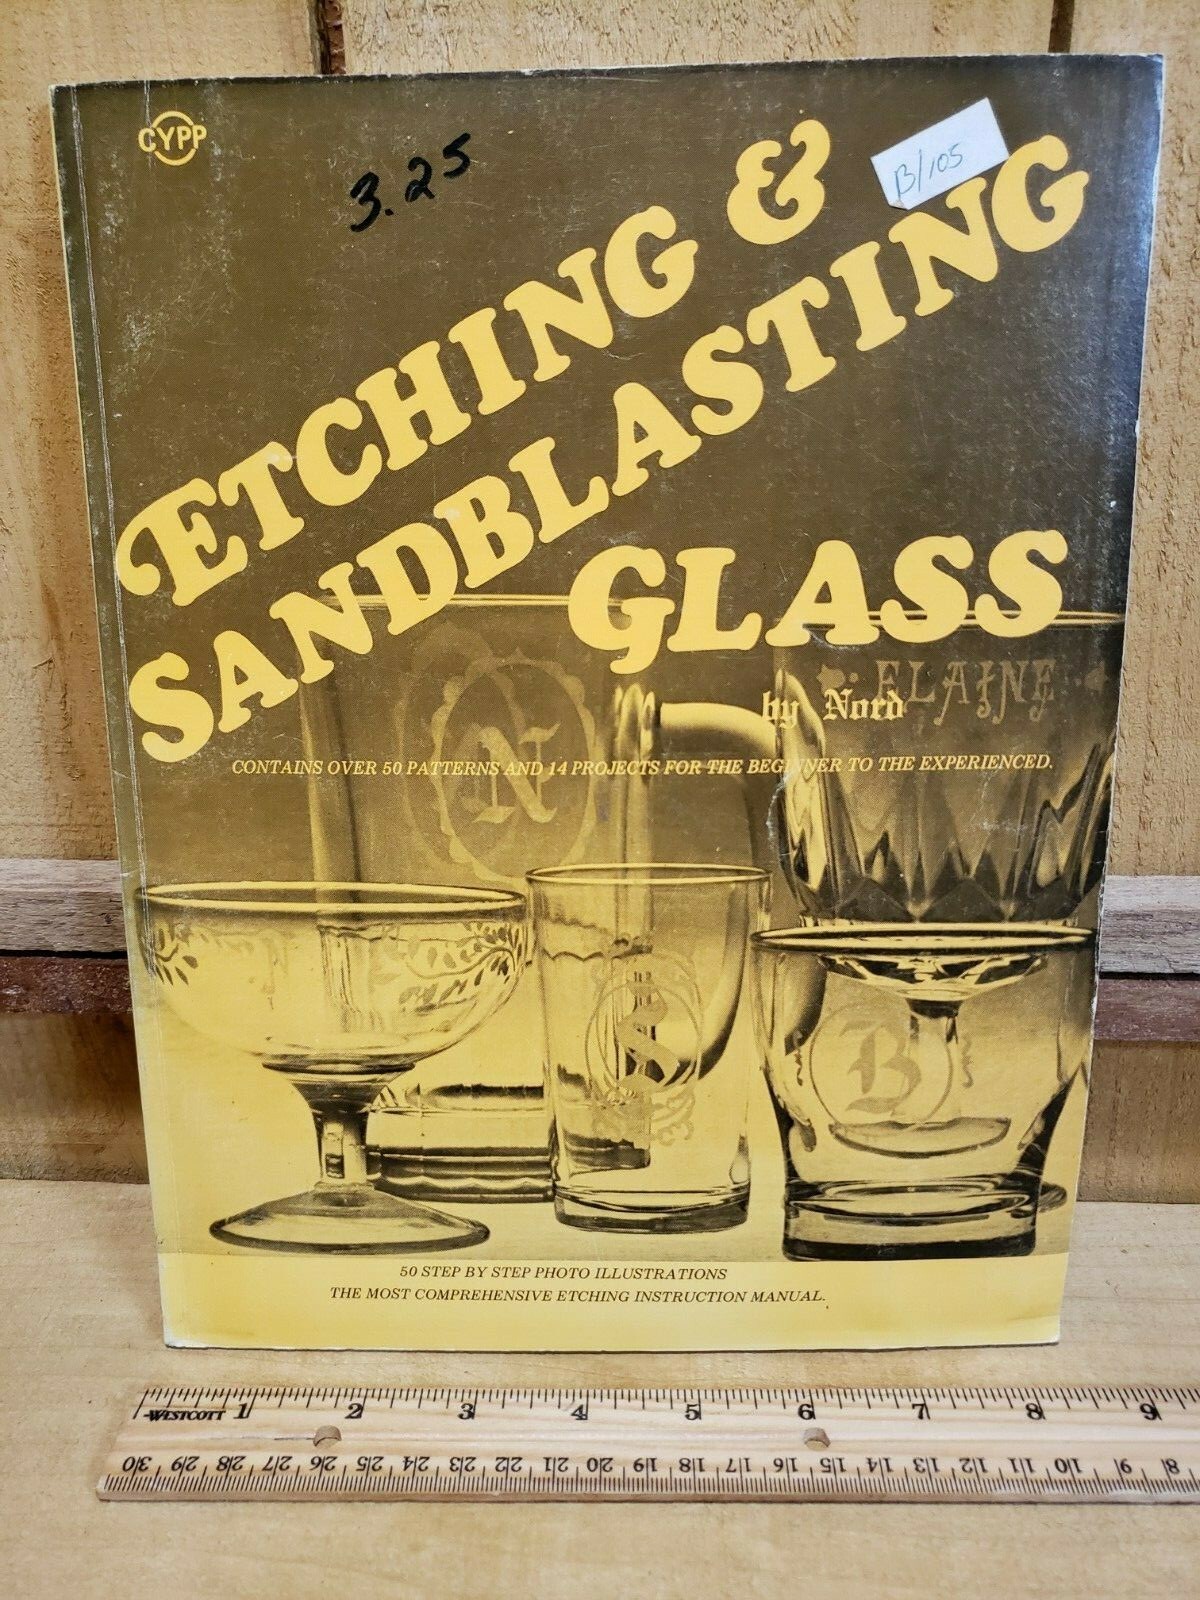 CYPP
3.25
B/105
ETCHING &
SANDBLASTING
GLASS
ELAINE
by Nord
CONTAINS OVER 50 PATTERNS AND 14 PROJECTS FOR THE BEGINNER TO THE EXPERIENCED.
N
S
B
50 STEP BY STEP PHOTO ILLUSTRATIONS
THE MOST COMPREHENSIVE ETCHING INSTRUCTION MANUAL.
WESTCOTT 1 2 3 4 5 6 7 8 9
30 29 28 27 26 25 24 23 22 21 20 19 18 17 16 15 14 13 12 11 10 9 8